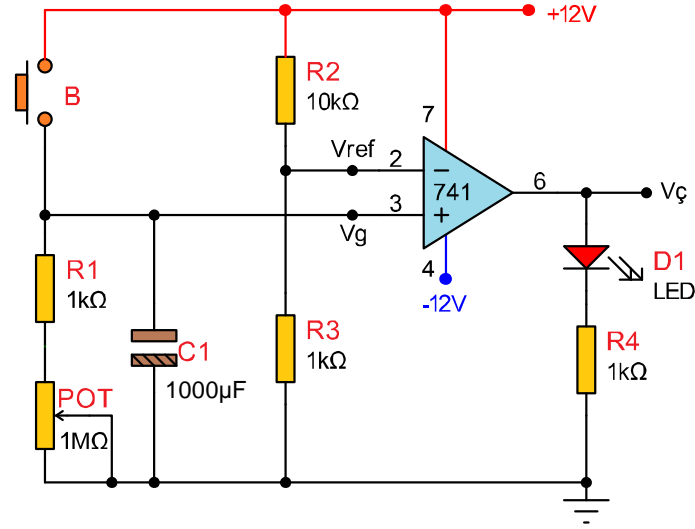 +12V
B
R2
10kΩ
7
Vref
2
741
6
Vç
3
Vg
4
-12V
R1
1kΩ
C1
1000µF
R3
1kΩ
D1
LED
R4
1kΩ
POT
1MΩ